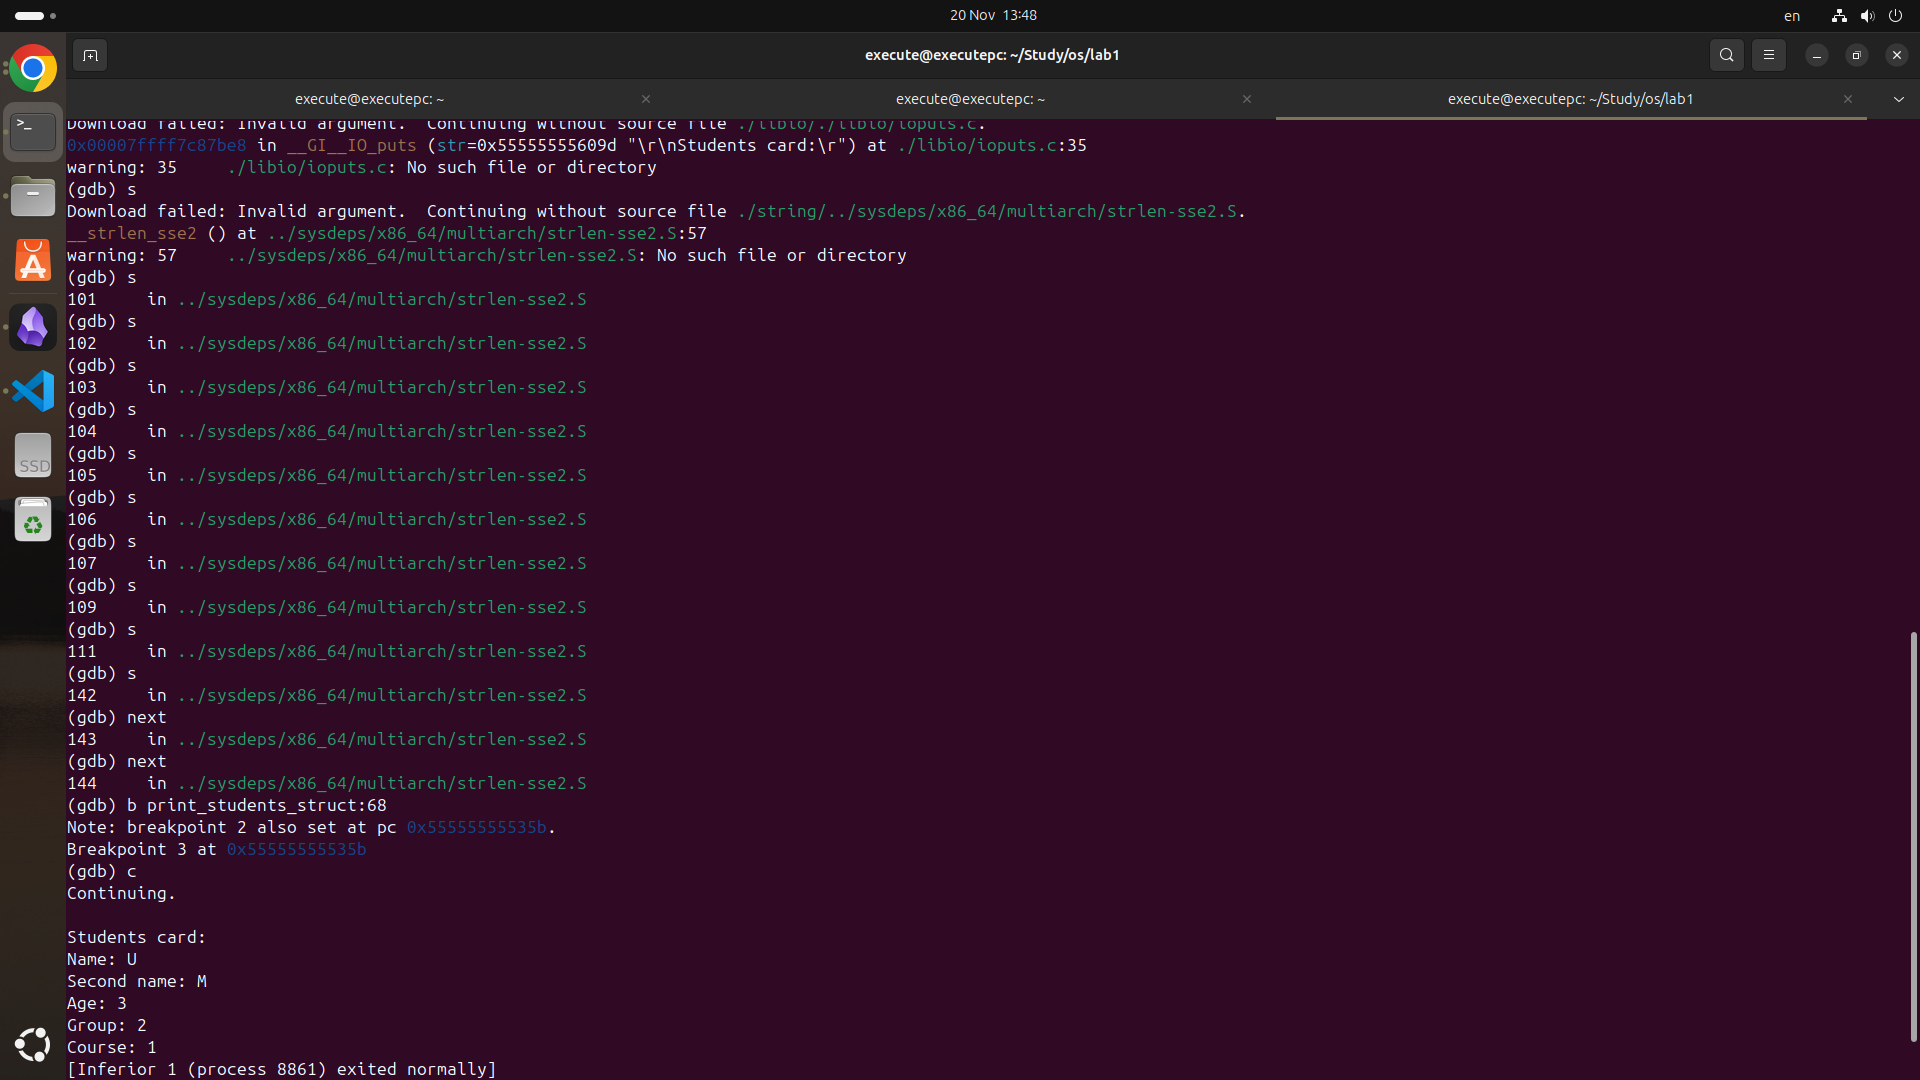 20 Nov 13:48
en
execute@executepc: ~/Study/os/lab1
execute@executepc: ~
execute@executepc: ~
execute@executepc: ~/Study/os/lab1
Download failed: Invalid argument.  Continuing without source file ./libio/./libio/ioputs.c.
0x00007ffff7c87be8 in __GI__IO_puts (str=0x55555555609d "\r\nStudents card:\r") at ./libio/ioputs.c:35
warning: 35     ./libio/ioputs.c: No such file or directory
(gdb) s
Download failed: Invalid argument.  Continuing without source file ./string/../sysdeps/x86_64/multiarch/strlen-sse2.S.
__strlen_sse2 () at ../sysdeps/x86_64/multiarch/strlen-sse2.S:57
warning: 57     ../sysdeps/x86_64/multiarch/strlen-sse2.S: No such file or directory
(gdb) s
101     in ../sysdeps/x86_64/multiarch/strlen-sse2.S
(gdb) s
102     in ../sysdeps/x86_64/multiarch/strlen-sse2.S
(gdb) s
103     in ../sysdeps/x86_64/multiarch/strlen-sse2.S
(gdb) s
104     in ../sysdeps/x86_64/multiarch/strlen-sse2.S
(gdb) s
105     in ../sysdeps/x86_64/multiarch/strlen-sse2.S
(gdb) s
106     in ../sysdeps/x86_64/multiarch/strlen-sse2.S
(gdb) s
107     in ../sysdeps/x86_64/multiarch/strlen-sse2.S
(gdb) s
109     in ../sysdeps/x86_64/multiarch/strlen-sse2.S
(gdb) s
111     in ../sysdeps/x86_64/multiarch/strlen-sse2.S
(gdb) s
142     in ../sysdeps/x86_64/multiarch/strlen-sse2.S
(gdb) next
143     in ../sysdeps/x86_64/multiarch/strlen-sse2.S
(gdb) next
144     in ../sysdeps/x86_64/multiarch/strlen-sse2.S
(gdb) b print_students_struct:68
Note: breakpoint 2 also set at pc 0x55555555535b.
Breakpoint 3 at 0x55555555535b
(gdb) c
Continuing.

Students card:
Name: U
Second name: M
Age: 3
Group: 2
Course: 1
[Inferior 1 (process 8861) exited normally]
SSD